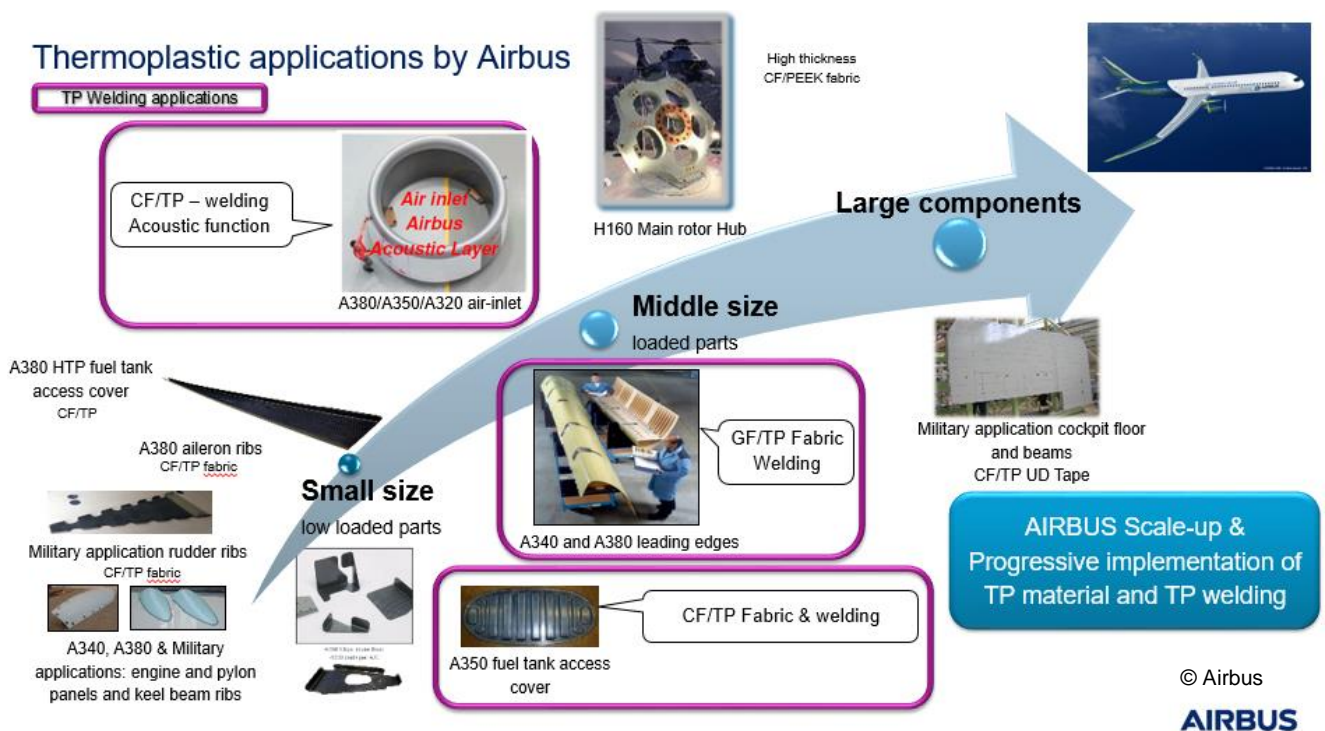 Thermoplastic applications by Airbus
TP Welding applications
CF/TP – welding
Acoustic function
Air inlet
Airbus
Acoustic Layer
A380/A350/A320 air-inlet
High thickness
CF/PEEK fabric
H160 Main rotor Hub
Large components
Middle size
loaded parts
A380 HTP fuel tank
access cover
CF/TP
A380 aileron ribs
CF/TP fabric
Small size
low loaded parts
Military application rudder ribs
CF/TP fabric
A340, A380 & Military
applications: engine and pylon
panels and keel beam ribs
GF/TP Fabric
Welding
A340 and A380 leading edges
CF/TP Fabric & welding
A350 fuel tank access
cover
Military application cockpit floor
and beams
CF/TP UD Tape
AIRBUS Scale-up &
Progressive implementation of
TP material and TP welding
© Airbus
AIRBUS